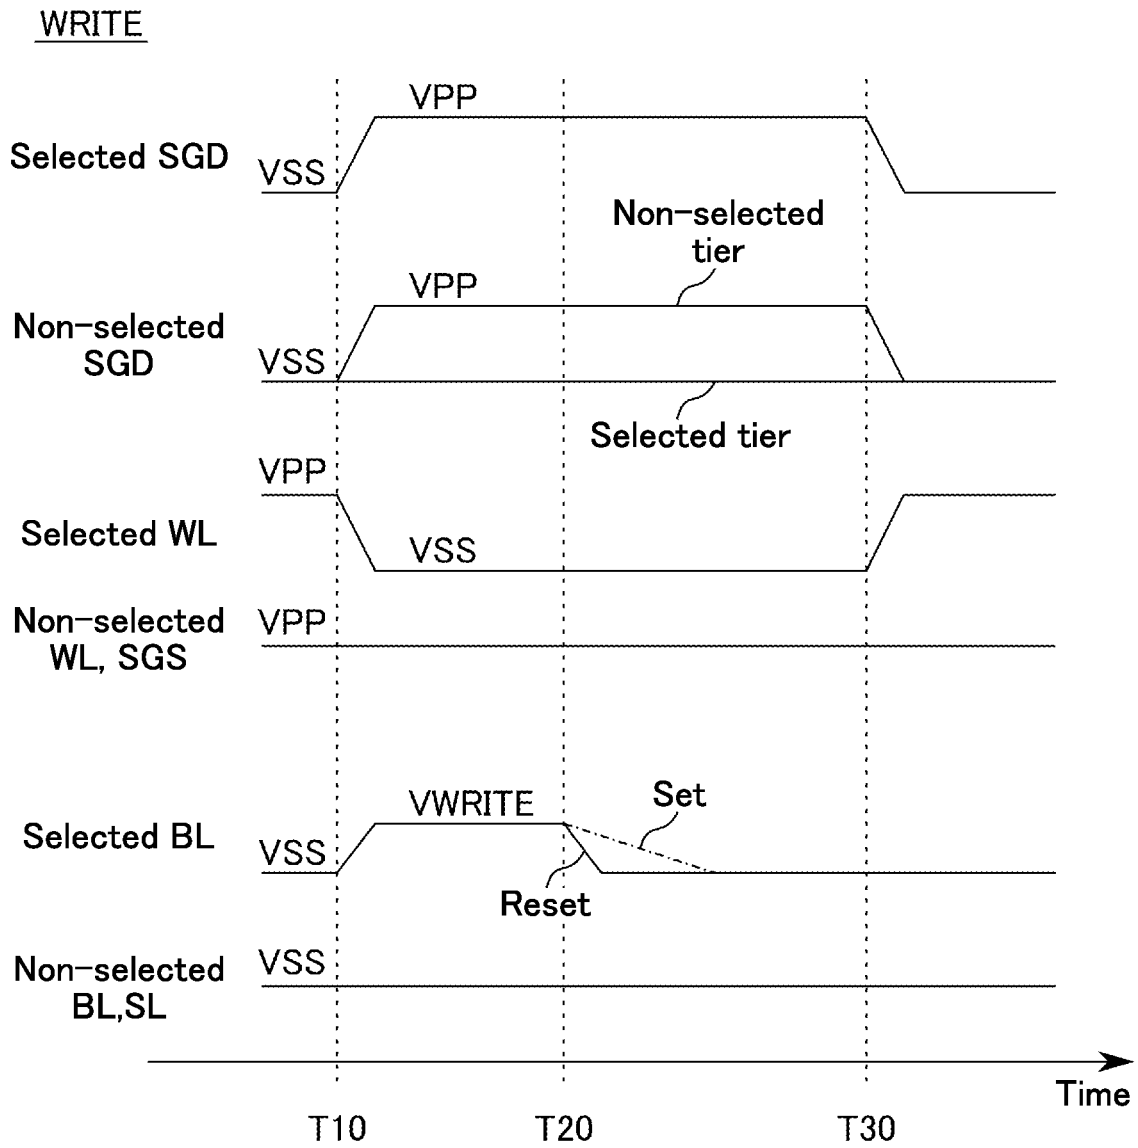 WRITE
VPP
Selected SGD
VSS
Non-selected
tier
VPP
Non-selected
SGD
VSS
Selected tier
VPP
Selected WL
VSS
Non-selected
WL, SGS
VPP
VWRITE
Set
Selected BL
VSS
Reset
Non-selected
BL,SL
VSS
Time
T10
T20
T30